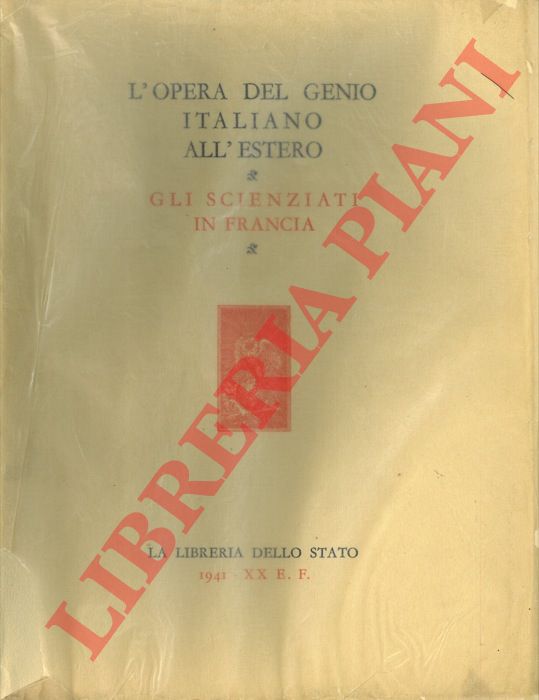 L'OPERA DEL GENIO
ITALIANO
ALL'ESTERO
GLI SCIENZIATI
IN FRANCIA
LA LIBRERIA DELLO STATO
1941 - XX E. F.
LIBRERIA PIANI